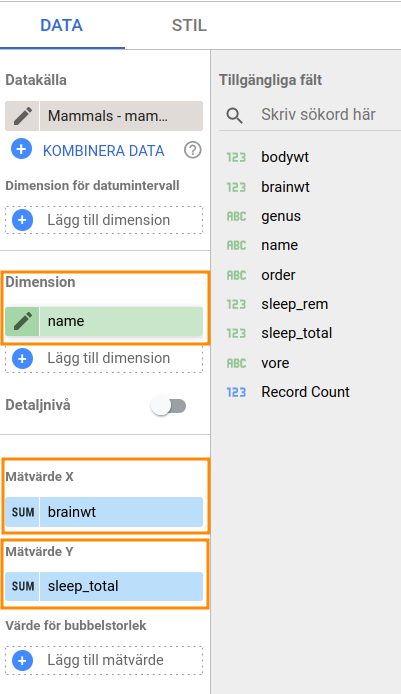 DATA
STIL
Datakälla
Mammals - mam...
KOMBINERA DATA
Dimension för datumintervall
Lägg till dimension
Dimension
name
Lägg till dimension
Detaljnivå
Mätvärde X
SUM brainwt
Mätvärde Y
SUM sleep_total
Värde för bubbelstorlek
Lägg till mätvärde
Tillgängliga fält
Skriv sökord här
123 bodywt
123 brainwt
ABC genus
ABC name
ABC order
123 sleep_rem
123 sleep_total
ABC vore
123 Record Count